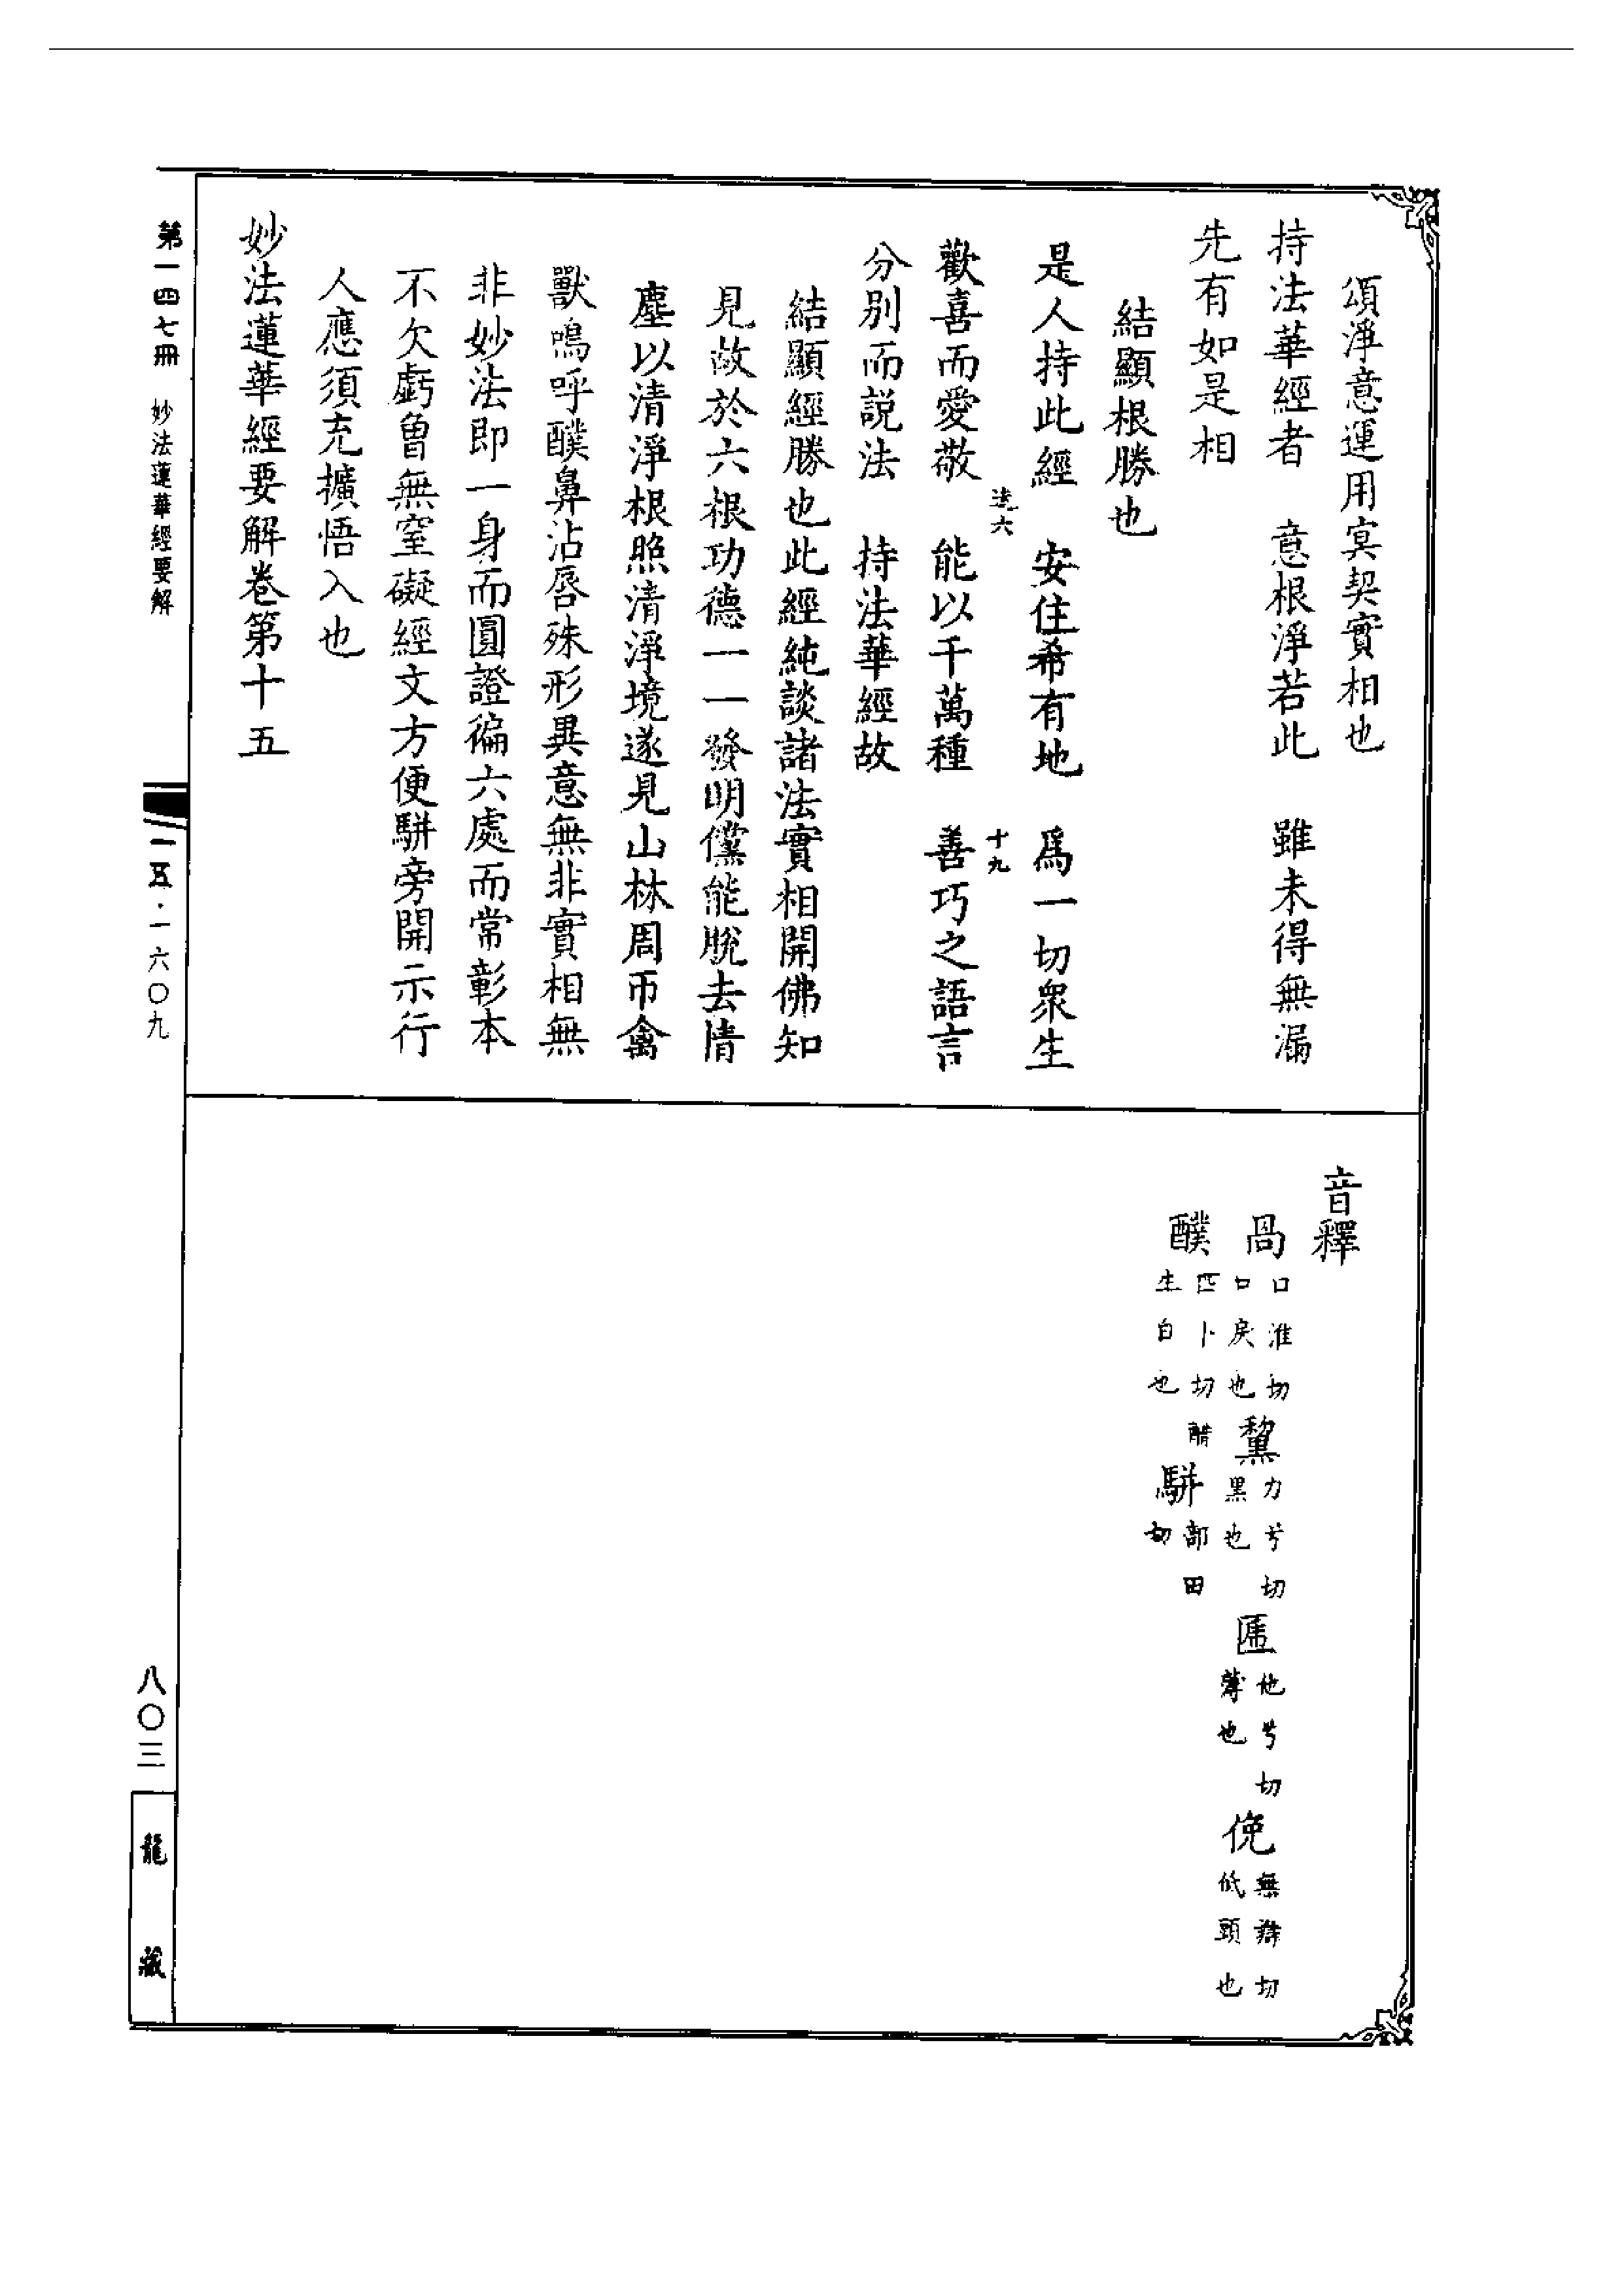 頌淨意運用冥契實相也
持法華經者　意根淨若此　雖未得無漏
先有如是相
結顯根勝也
是人持此經　安住希有地　爲一切衆生
六
十九
歡喜而愛敬　能以千萬種　善巧之語言
分別而説法　持法華經故
結顯經勝也此經純談諸法實相開佛知
見故於六根功德一一發明儻能脫去情
塵以清淨根照清淨境遂見山林周帀禽
獸鳴呼醭鼻沾唇殊形異意無非實相無
非妙法即一身而圓證徧六處而常彰本
不欠虧曾無窒礙經文方便駢旁開示行
人應須充擴悟入也
妙法蓮華經要解卷第十五
音釋
咼 口淮切口戾也 黧 力兮切黑也 匾 他兮切薄也 俛 無辯切低頭也
醭 匹卜切醋生白也 駢 部田切
第一四七冊　妙法蓮華經要解
一五·一六〇九
八〇三
龍藏